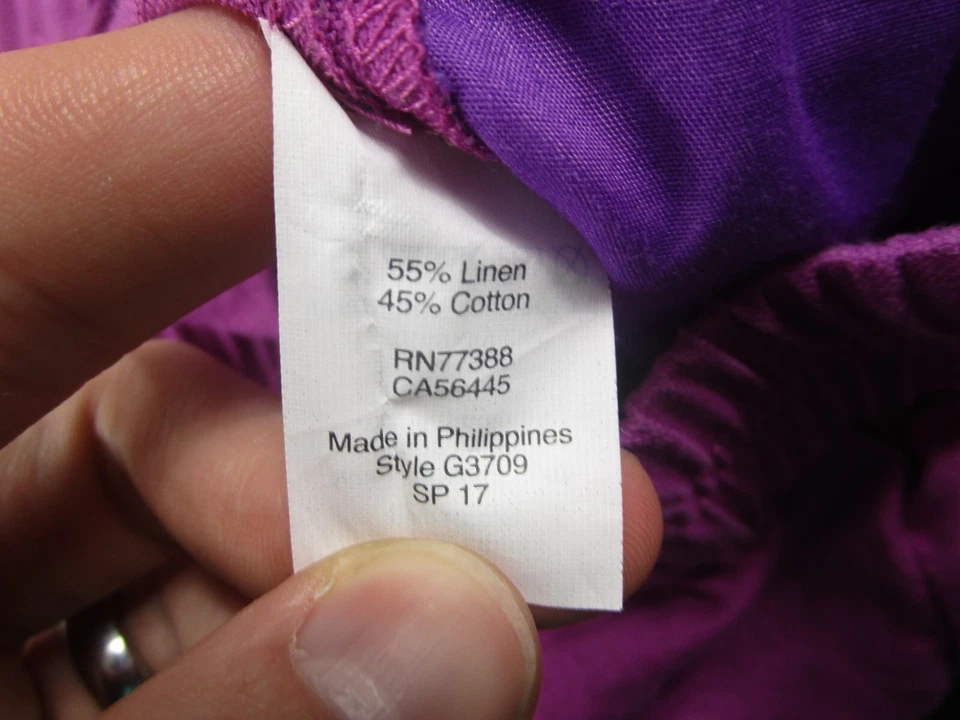 55% Linen
45% Cotton
RN77388
CA56445
Made in Philippines
Style G3709
SP 17